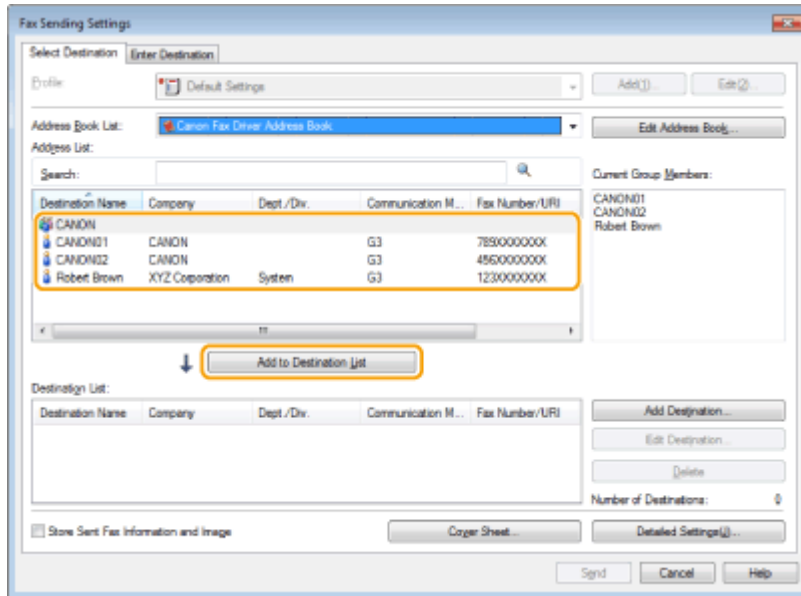 Fax Sending Settings
Select Destination Enter Destination
Profile: Default Settings Add(1)... Edit(2)...
Address Book List: Canon Fax Driver Address Book Edit Address Book...
Address List:
Search: Current Group Members:
Destination Name Company Dept./Div. Communication M... Fax Number/URI
CANON01
CANON02
Robert Brown
CANON
CANON01 CANON G3 789XXXXXXX
CANON02 CANON G3 456XXXXXXX
Robert Brown XYZ Corporation System G3 123XXXXXXX
Add to Destination List
Destination List:
Destination Name Company Dept./Div. Communication M... Fax Number/URI
Add Destination...
Edit Destination...
Delete
Number of Destinations: 0
Store Sent Fax Information and Image Cover Sheet... Detailed Settings(J)...
Send Cancel Help